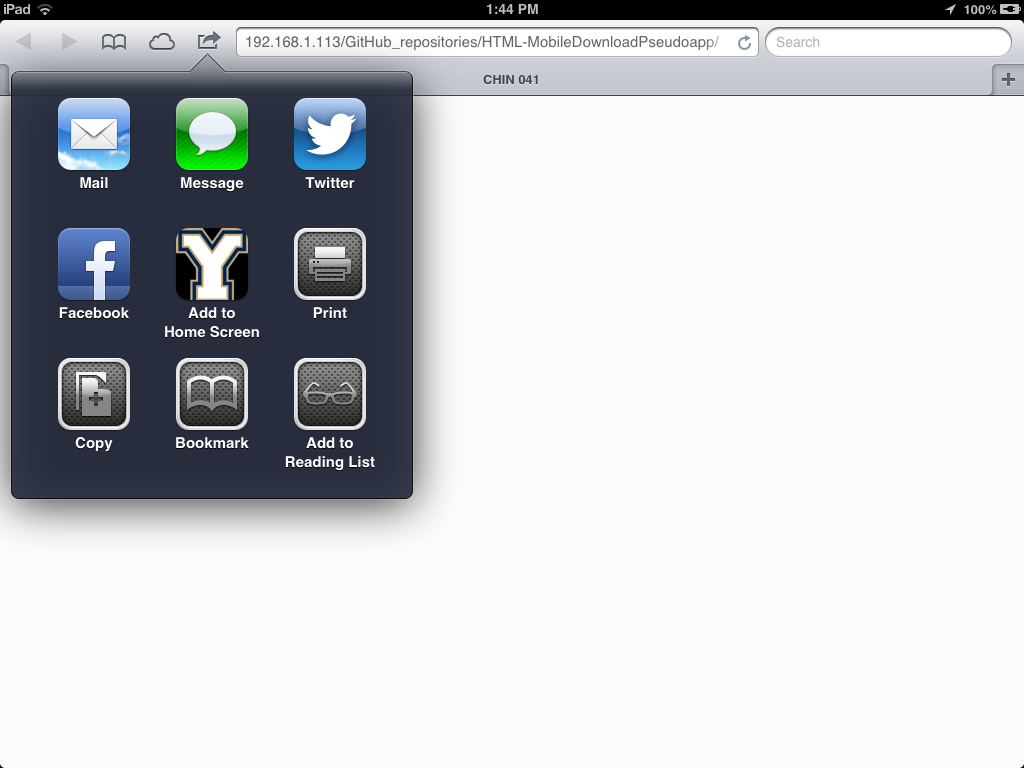 iPad 1:44 PM 100%
192.168.1.113/GitHub_repositories/HTML-MobileDownloadPseudoapp/ Search
CHIN 041
Mail Message Twitter
Facebook Add to Print
Home Screen
Copy Bookmark Add to
Reading List